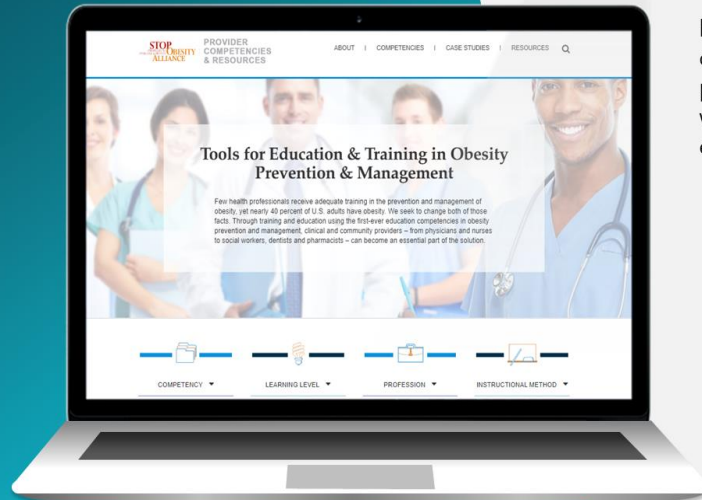 STOP
OBESITY
ALLIANCE
PROVIDER
COMPETENCIES
& RESOURCES
ABOUT | COMPETENCIES | CASE STUDIES | RESOURCES
Tools for Education & Training in Obesity
Prevention & Management
Few health professionals receive adequate training in the prevention and management of
obesity, yet nearly 40 percent of U.S. adults have obesity. We seek to change both of those
facts. Through training and education using the first-ever education competencies in obesity
prevention and management, clinical and community providers – from physicians and nurses
to social workers, dentists and pharmacists – can become an essential part of the solution.
COMPETENCY
LEARNING LEVEL
PROFESSION
INSTRUCTIONAL METHOD